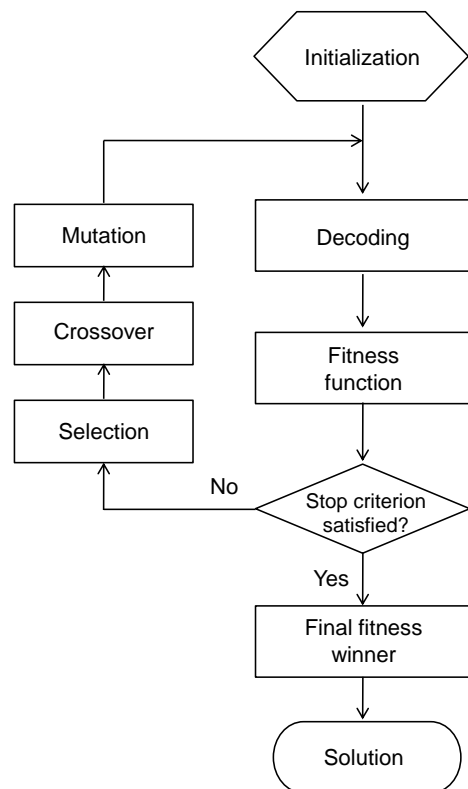 Initialization
Mutation
Decoding
Crossover
Fitness
function
Selection
No
Stop criterion
satisfied?
Yes
Final fitness
winner
Solution